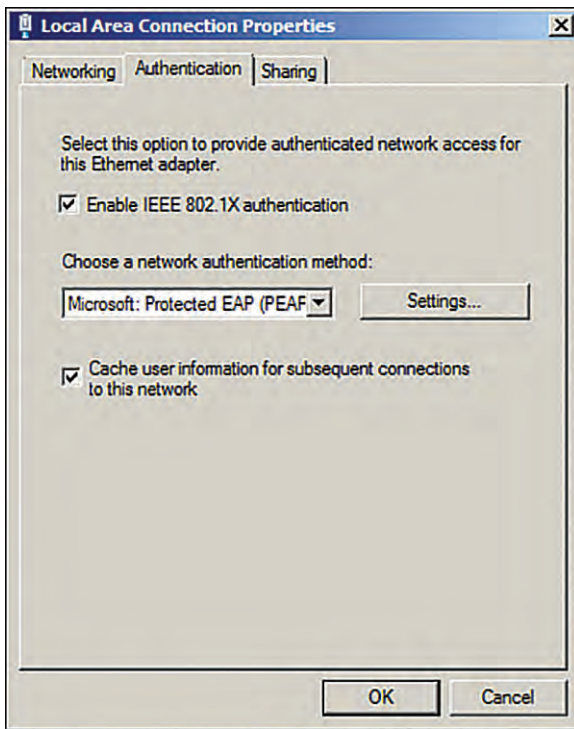 Local Area Connection Properties
Networking Authentication Sharing
Select this option to provide authenticated network access for
this Ethernet adapter.
Enable IEEE 802.1X authentication
Choose a network authentication method:
Microsoft: Protected EAP (PEAP
Settings...
Cache user information for subsequent connections
to this network
OK Cancel